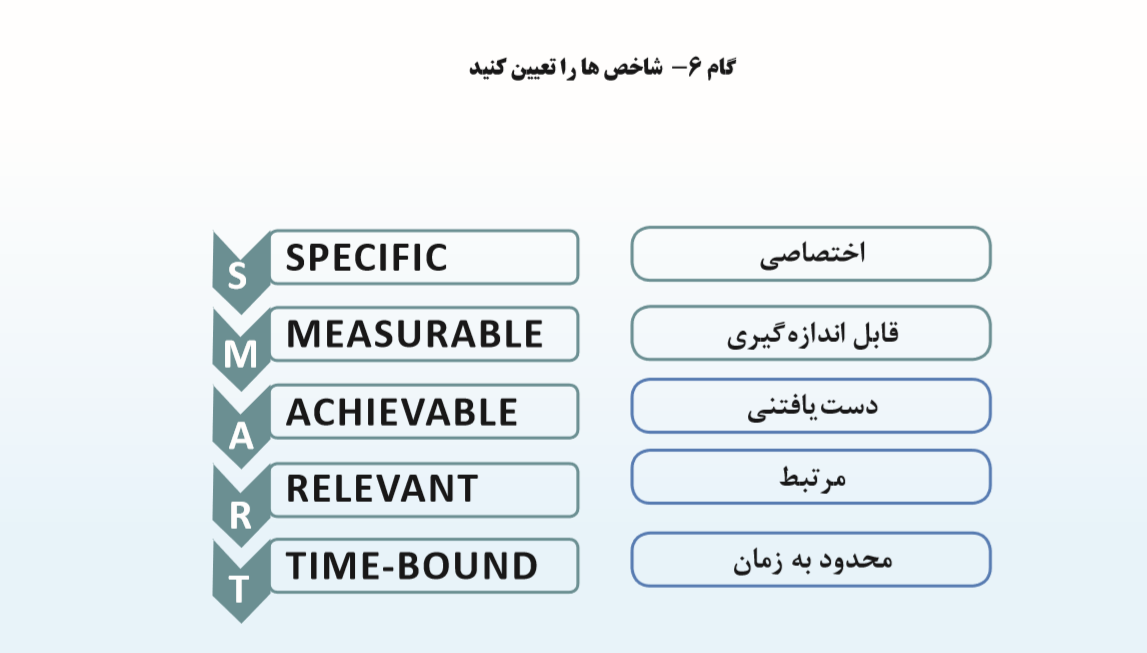 گام ۶- شاخص ها را تعیین کنید
S SPECIFIC اختصاصی
M MEASURABLE قابل اندازه‌گیری
A ACHIEVABLE دست‌یافتنی
R RELEVANT مرتبط
T TIME-BOUND محدود به زمان